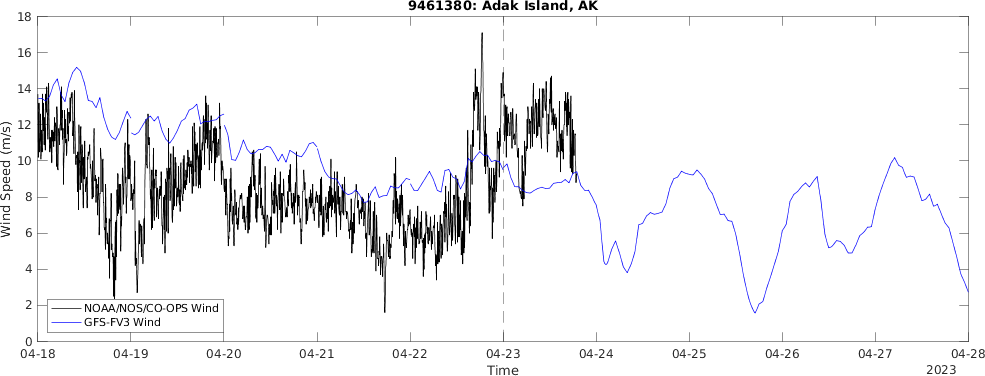 9461380: Adak Island, AK
Wind Speed (m/s)
18
16
14
12
10
8
6
4
2
0
NOAA/NOS/CO-OPS Wind
GFS-FV3 Wind
04-18 04-19 04-20 04-21 04-22 04-23 04-24 04-25 04-26 04-27 04-28
Time
2023